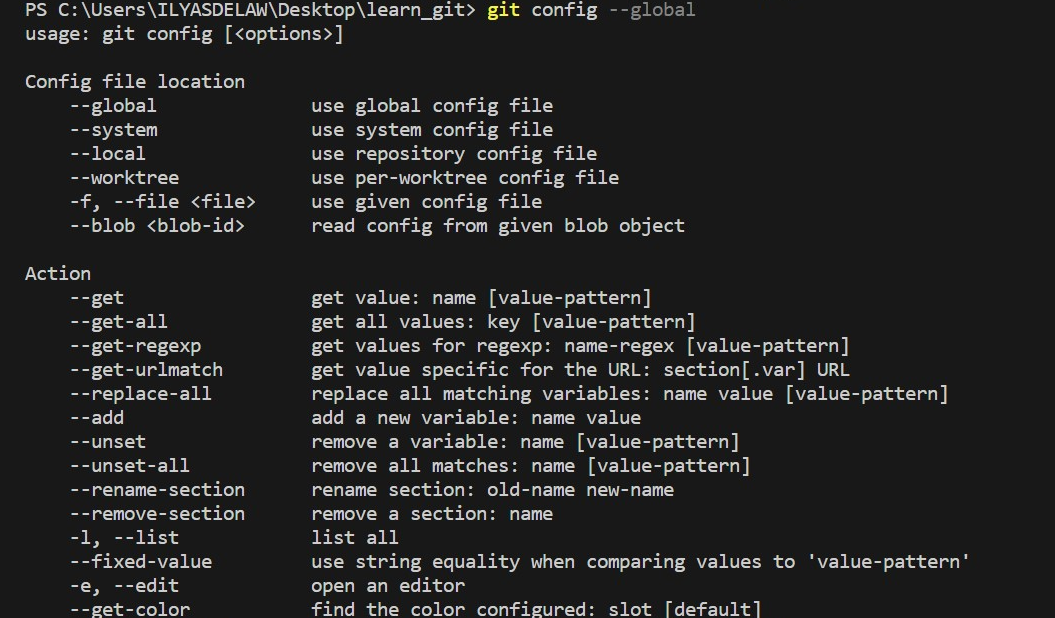 PS C:\Users\ILYASDELAW\Desktop\learn_git> git config --global
usage: git config [<options>]
Config file location
--global use global config file
--system use system config file
--local use repository config file
--worktree use per-worktree config file
-f, --file <file> use given config file
--blob <blob-id> read config from given blob object
Action
--get get value: name [value-pattern]
--get-all get all values: key [value-pattern]
--get-regexp get values for regexp: name-regex [value-pattern]
--get-urlmatch get value specific for the URL: section[.var] URL
--replace-all replace all matching variables: name value [value-pattern]
--add add a new variable: name value
--unset remove a variable: name [value-pattern]
--unset-all remove all matches: name [value-pattern]
--rename-section rename section: old-name new-name
--remove-section remove a section: name
-l, --list list all
--fixed-value use string equality when comparing values to 'value-pattern'
-e, --edit open an editor
--get-color find the color configured: slot [default]